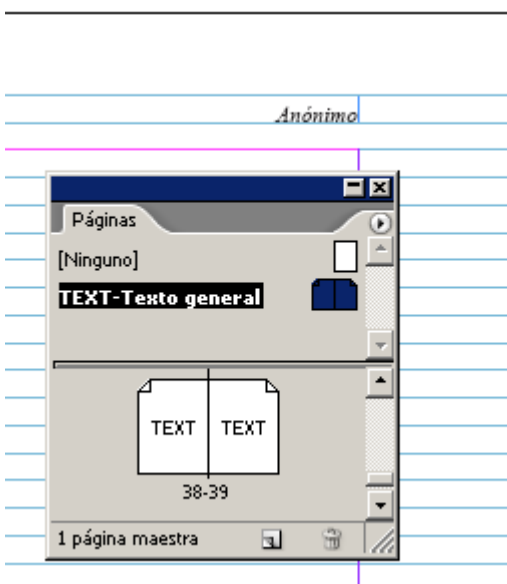 Anónimo
Páginas
[Ninguno]
TEXT-Texto general
TEXT TEXT
38-39
1 página maestra